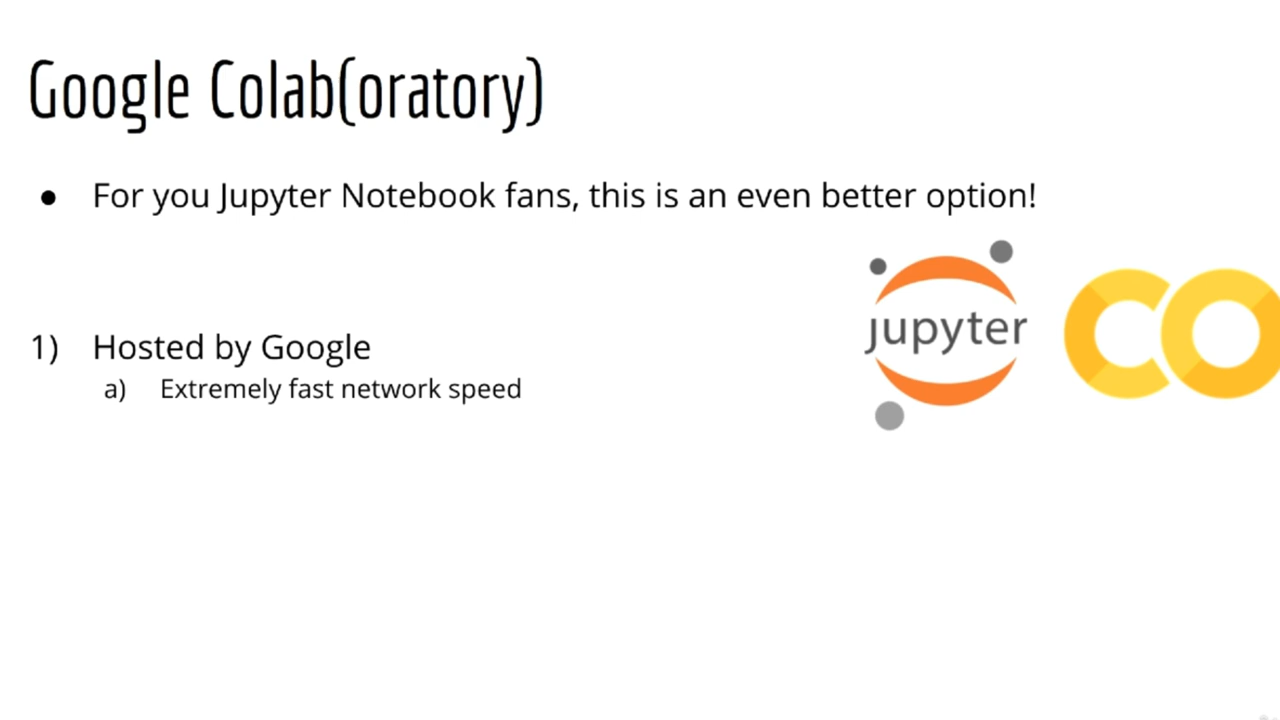 Google Colab(oratory)
● For you Jupyter Notebook fans, this is an even better option!
jupyter
1) Hosted by Google
a) Extremely fast network speed